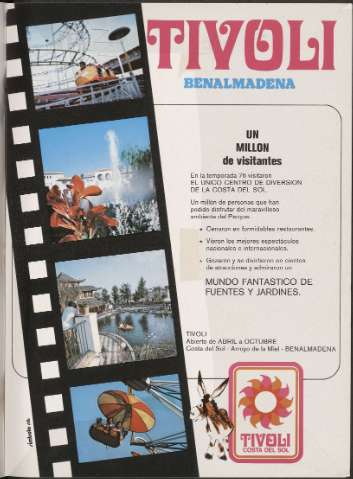 TIVOLI
BENALMADENA
UN
MILLON
de visitantes
En la temporada 76 visitaron
EL UNICO CENTRO DE DIVERSION
DE LA COSTA DEL SOL
Un millón de personas que han
podido disfrutar del maravilloso
ambiente del Parque.
• Cenaron en formidables restaurantes.
• Vieron los mejores espectáculos
nacionales e internacionales.
• Gozaron y se divirtieron en cientos
de atracciones y admiraron un
MUNDO FANTASTICO DE
FUENTES Y JARDINES.
TIVOLI
Abierto de ABRIL a OCTUBRE
Costa del Sol - Arroyo de la Miel - BENALMADENA
TIVOLI
COSTA DEL SOL